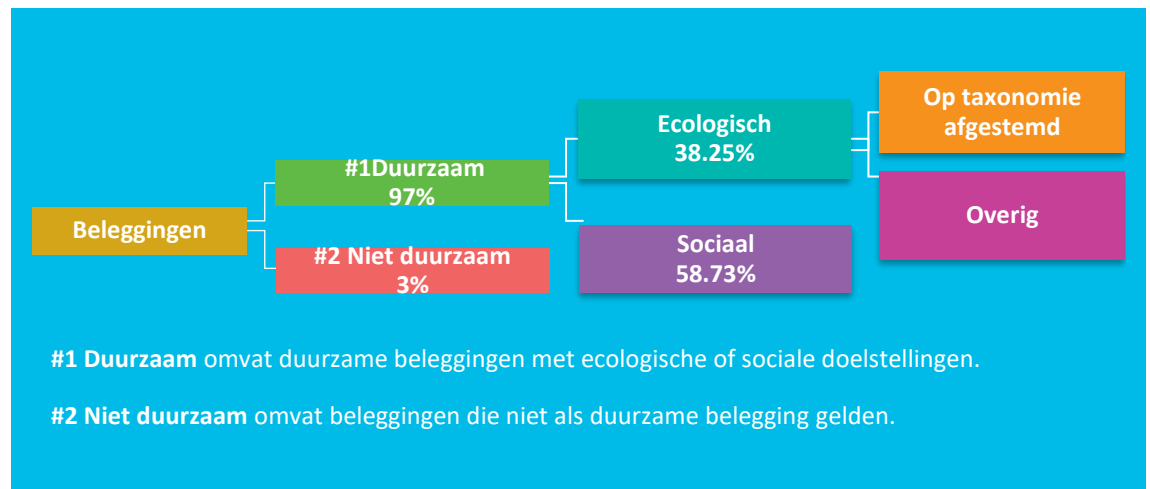 Beleggingen
#1Duurzaam
97%
#2 Niet duurzaam
3%
Ecologisch
38.25%
Sociaal
58.73%
Op taxonomie
afgestemd
Overig
#1 Duurzaam omvat duurzame beleggingen met ecologische of sociale doelstellingen.
#2 Niet duurzaam omvat beleggingen die niet als duurzame belegging gelden.